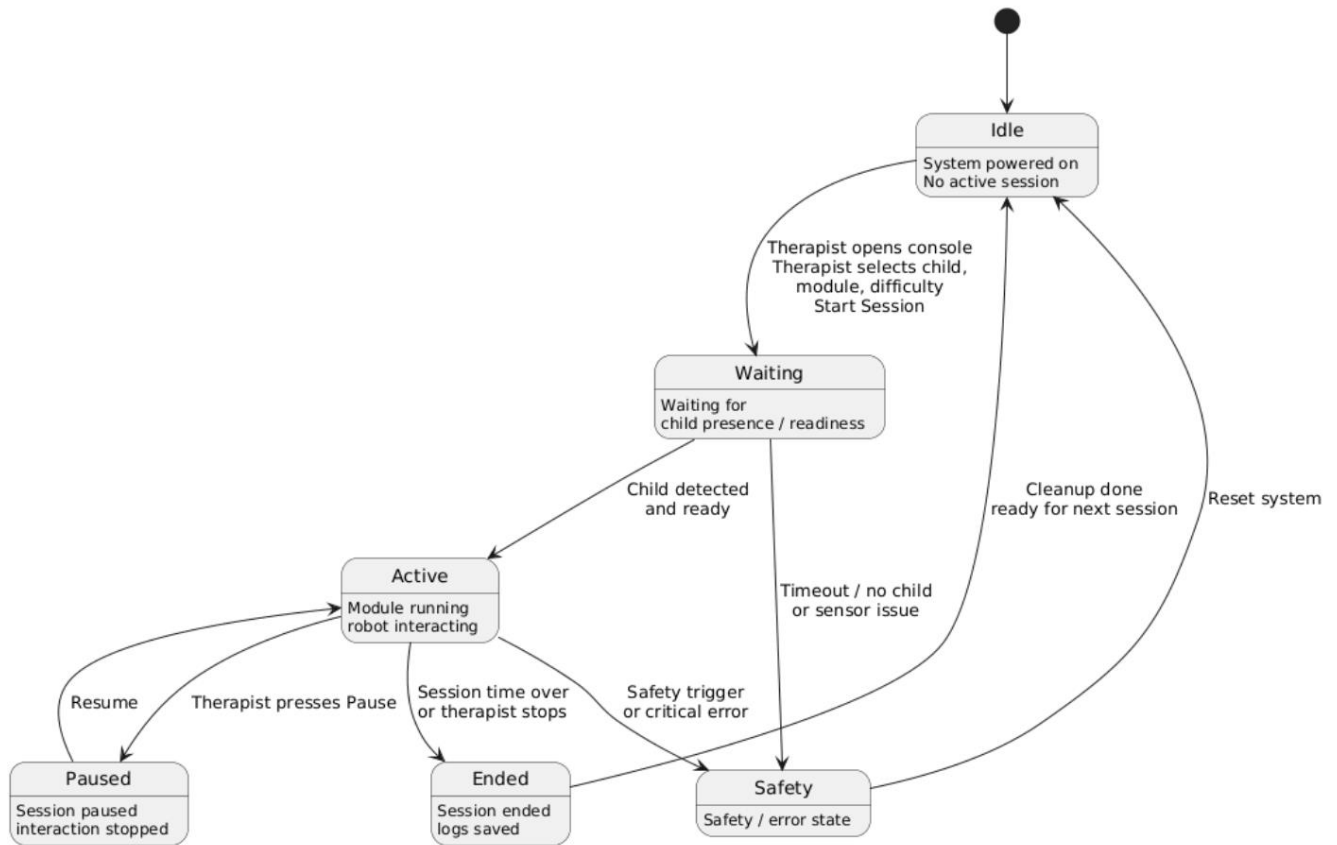 Idle
System powered on
No active session
Therapist opens console
Therapist selects child,
module, difficulty
Start Session
Waiting
Waiting for
child presence / readiness
Child detected
and ready
Cleanup done
ready for next session
Reset system
Active
Module running
robot interacting
Timeout / no child
or sensor issue
Resume
Therapist presses Pause
Session time over
or therapist stops
Safety trigger
or critical error
Paused
Session paused
interaction stopped
Ended
Session ended
logs saved
Safety
Safety / error state